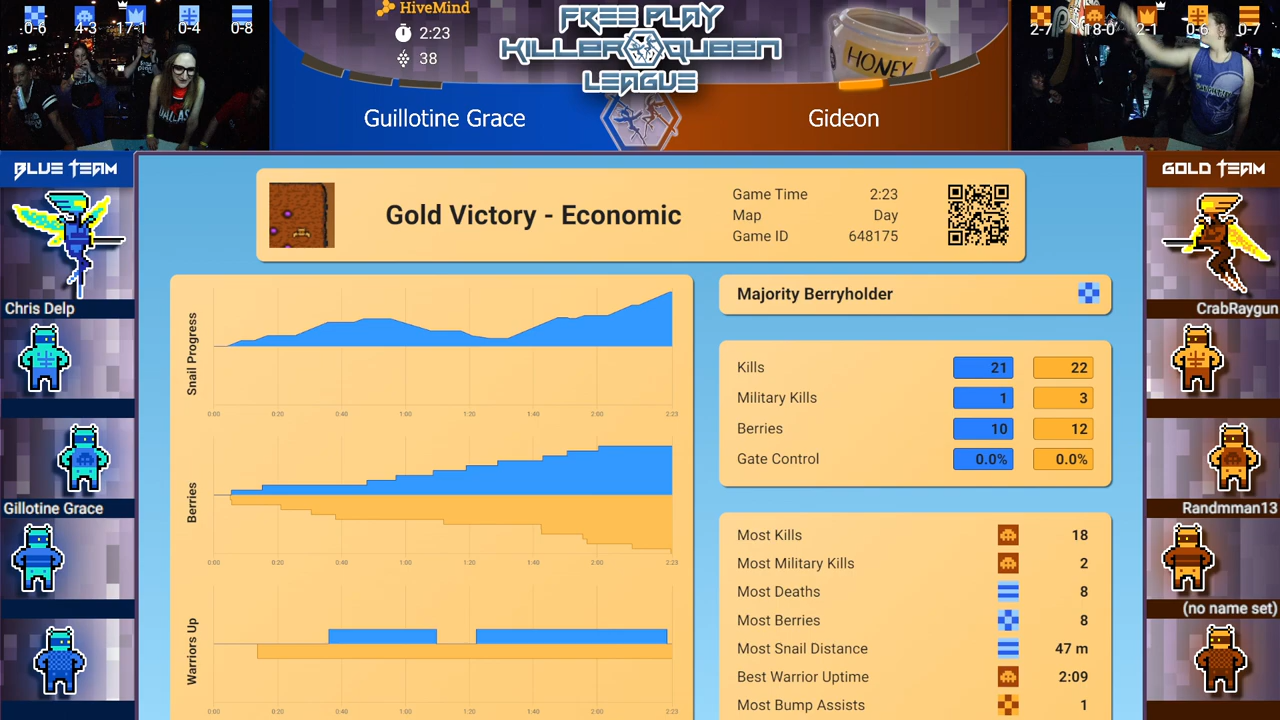 0-6 4-3 17-1 0-4 0-8
HiveMind
2:23
38
FREE PLAY
KILLER QUEEN
LEAGUE
HONEY
2-7 18-0 2-1 0-6 0-7
Guillotine Grace
Gideon
BLUE TEAM
GOLD TEAM
Chris Delp
Gillotine Grace
CrabRaygun
Randmman13
(no name set)
Gold Victory - Economic
Game Time 2:23
Map Day
Game ID 648175
Snail Progress
0:00 0:20 0:40 1:00 1:20 1:40 2:00 2:23
Berries
0:00 0:20 0:40 1:00 1:20 1:40 2:00 2:23
Warriors Up
0:00 0:20 0:40 1:00 1:20 1:40 2:00 2:23
Majority Berryholder
Kills 21 22
Military Kills 1 3
Berries 10 12
Gate Control 0.0% 0.0%
Most Kills 18
Most Military Kills 2
Most Deaths 8
Most Berries 8
Most Snail Distance 47 m
Best Warrior Uptime 2:09
Most Bump Assists 1